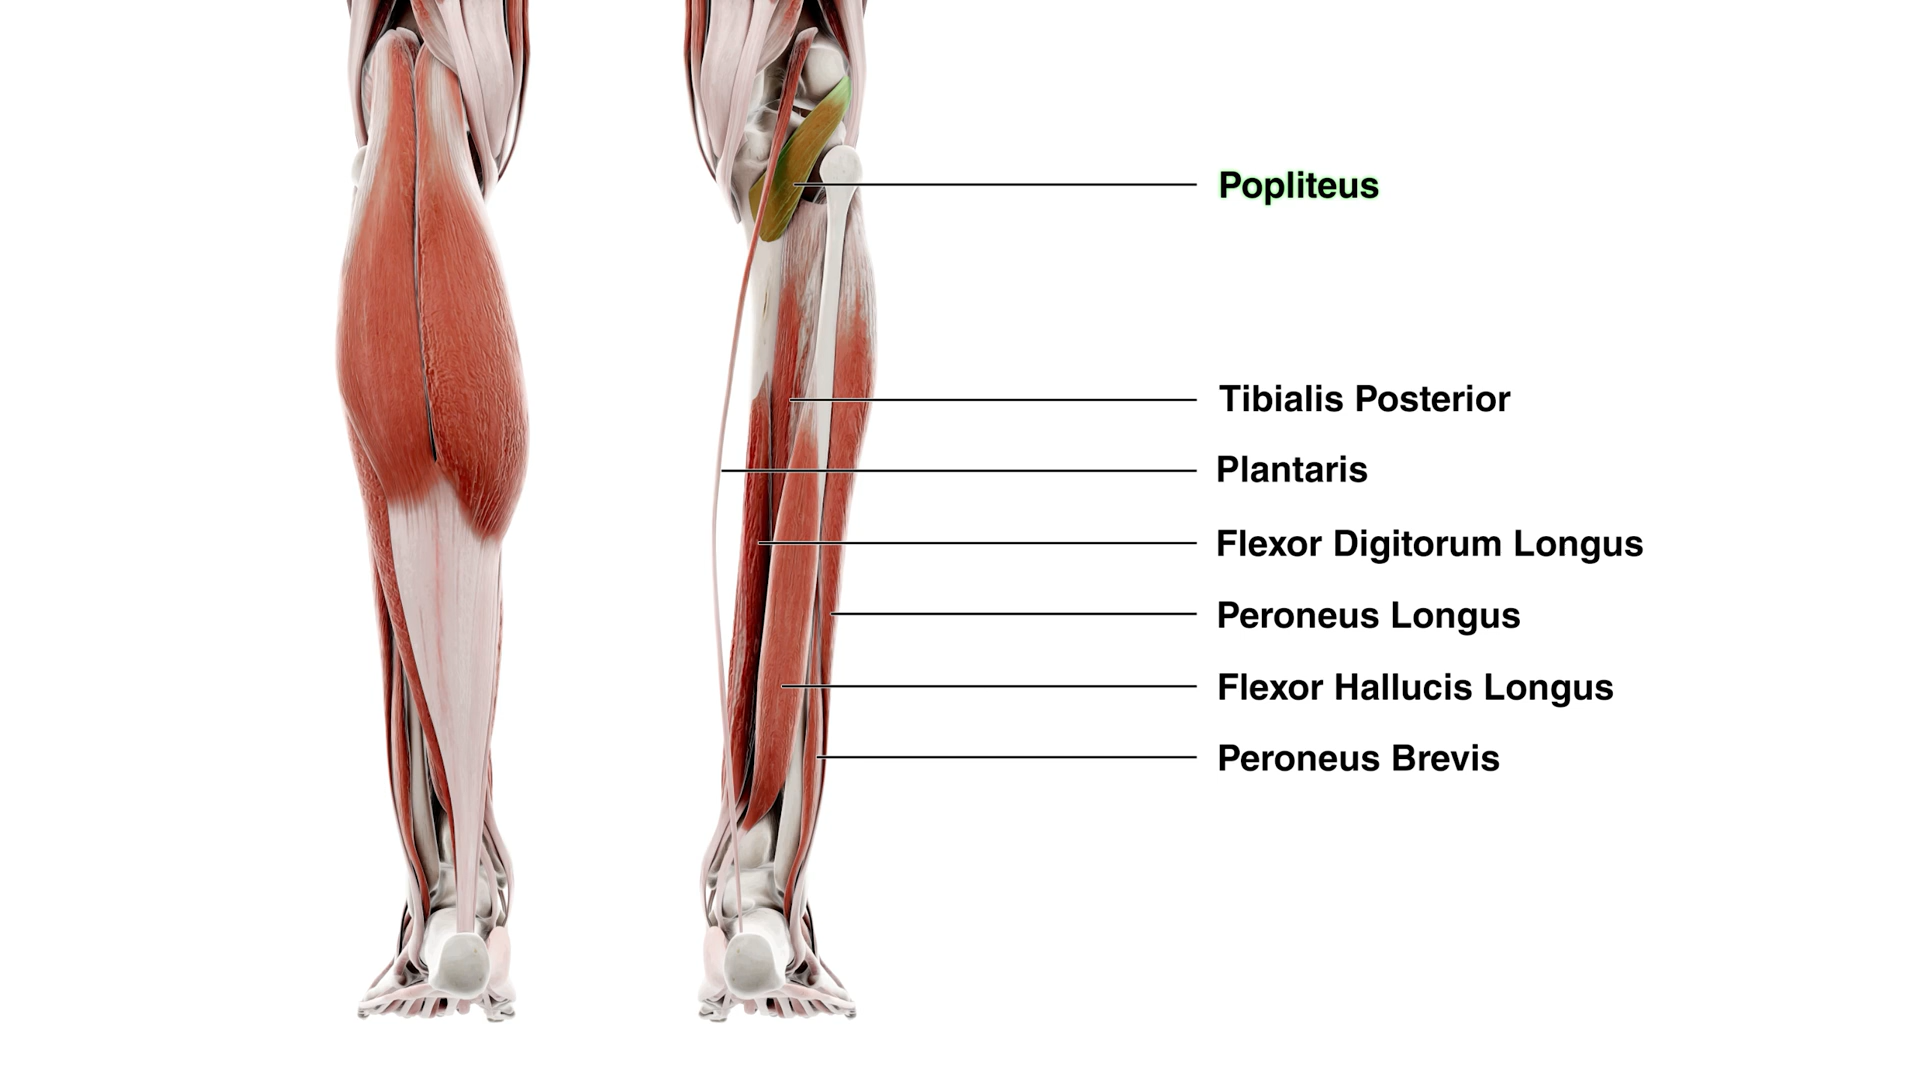 Popliteus
Tibialis Posterior
Plantaris
Flexor Digitorum Longus
Peroneus Longus
Flexor Hallucis Longus
Peroneus Brevis